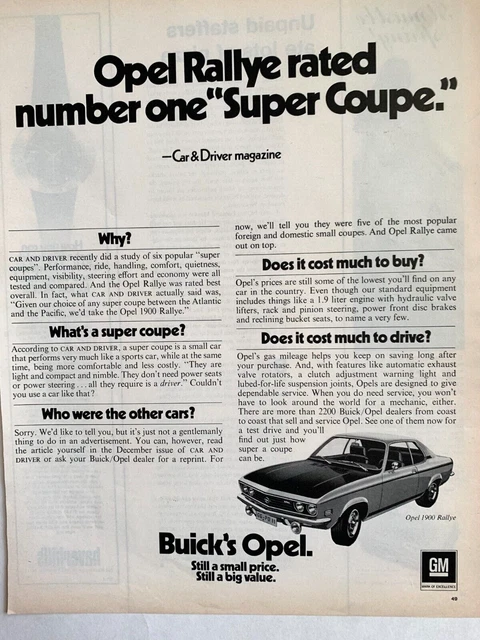 Opel Rallye rated
number one "Super Coupe."
—Car & Driver magazine
Why?
CAR AND DRIVER recently did a study of six popular "super
coupes". Performance, ride, handling, comfort, quietness,
equipment, visibility, steering effort and economy were all
tested and compared. And the Opel Rallye was rated best
overall. In fact, what CAR AND DRIVER actually said was,
"Given our choice of any super coupe between the Atlantic
and the Pacific, we'd take the Opel 1900 Rallye."
What's a super coupe?
According to CAR AND DRIVER, a super coupe is a small car
that performs very much like a sports car, while at the same
time, being more comfortable and less costly. "They are
light and compact and nimble. They don't need power seats
or power steering . . . all they require is a driver." Couldn't
you use a car like that?
Who were the other cars?
Sorry. We'd like to tell you, but it's just not a gentlemanly
thing to do in an advertisement. You can, however, read
the article yourself in the December issue of CAR AND
DRIVER or ask your Buick/Opel dealer for a reprint. For
now, we'll tell you they were five of the most popular
foreign and domestic small coupes. And Opel Rallye came
out on top.
Does it cost much to buy?
Opel's prices are still some of the lowest you'll find on any
car in the country. Even though our standard equipment
includes things like a 1.9 liter engine with hydraulic valve
lifters, rack and pinion steering, power front disc brakes
and reclining bucket seats, to name a very few.
Does it cost much to drive?
Opel's gas mileage helps you keep on saving long after
your purchase. And, with features like automatic exhaust
valve rotators, a clutch adjustment warning light and
lubed-for-life suspension joints, Opels are designed to give
dependable service. When you do need service, you won't
have to look around the world for a mechanic, either.
There are more than 2200 Buick/Opel dealers from coast
to coast that sell and service Opel. See one of them now for
a test drive and you'll
find out just how
super a coupe
can be.
Opel 1900 Rallye
Buick's Opel.
Still a small price.
Still a big value.
GM
MARK OF EXCELLENCE